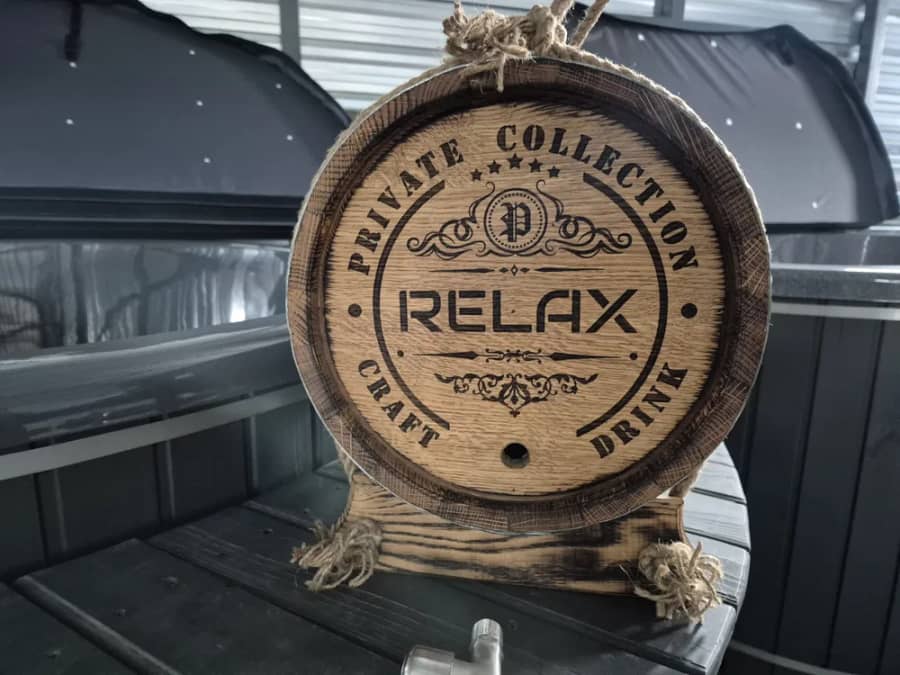 PRIVATE COLLECTION
P
RELAX
CRAFT DRINK